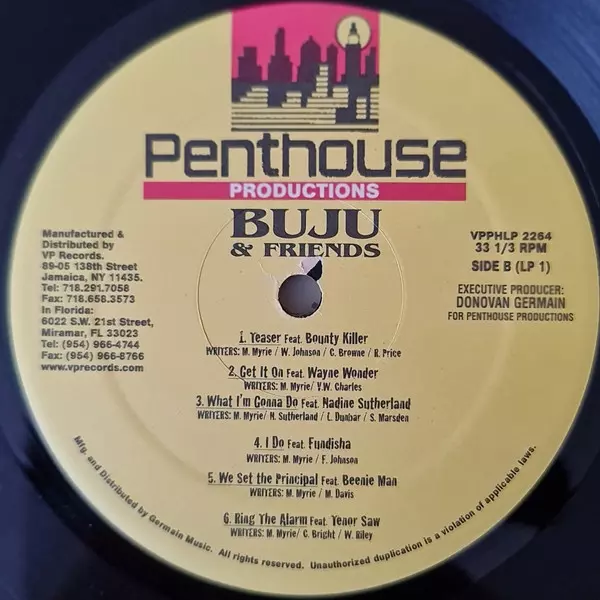 Penthouse
PRODUCTIONS
BUJU
& FRIENDS
Manufactured &
Distributed by
VP Records.
89-05 138th Street
Jamaica, NY 11435.
Tel: 718.291.7058
Fax: 718.658.3573
In Florida:
6022 S.W. 21st Street,
Miramar, FL 33023
Tel: (954) 966-4744
Fax: (954) 966-8766
www.vprecords.com
VPPHLP 2264
33 1/3 RPM
SIDE B (LP 1)
EXECUTIVE PRODUCER:
DONOVAN GERMAIN
FOR PENTHOUSE PRODUCTIONS
1. Teaser Feat. Bounty Killer
WRITERS: M. Myrie / W. Johnson / C. Browne / R. Price
2. Get It On Feat. Wayne Wonder
WRITERS: M. Myrie/ V.W. Charles
3. What I'm Gonna Do Feat. Nadine Sutherland
WRITERS: M. Myrie/ N. Sutherland / L. Dunbar / S. Marsden
4. I Do Feat. Fundisha
WRITERS: M. Myrie / F. Johnson
5. We Set the Principal Feat. Beenie Man
WRITERS: M. Myrie / M. Davis
6. Ring The Alarm Feat. Tenor Saw
WRITERS: M. Myrie/ C. Bright / W. Riley
Mfg. and Distributed by Germain Music. All rights reserved. Unauthorized duplication is a violation of applicable laws.